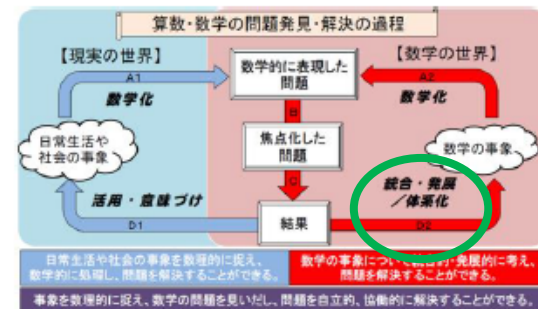 算数・数学の問題発見・解決の過程
【現実の世界】
【数学の世界】
A1
数学化
数学的に表現した
問題
A2
数学化
日常生活や
社会の事象
B
焦点化した
問題
数学の事象
C
活用・意味づけ
統合・発展
／体系化
D1
結果
D2
日常生活や社会の事象を数理的に捉え、
数学的に処理し、問題を解決することができる。
数学の事象について統合的・発展的に考え、
問題を解決することができる。
事象を数理的に捉え、数学の問題を見いだし、問題を自立的、協働的に解決することができる。